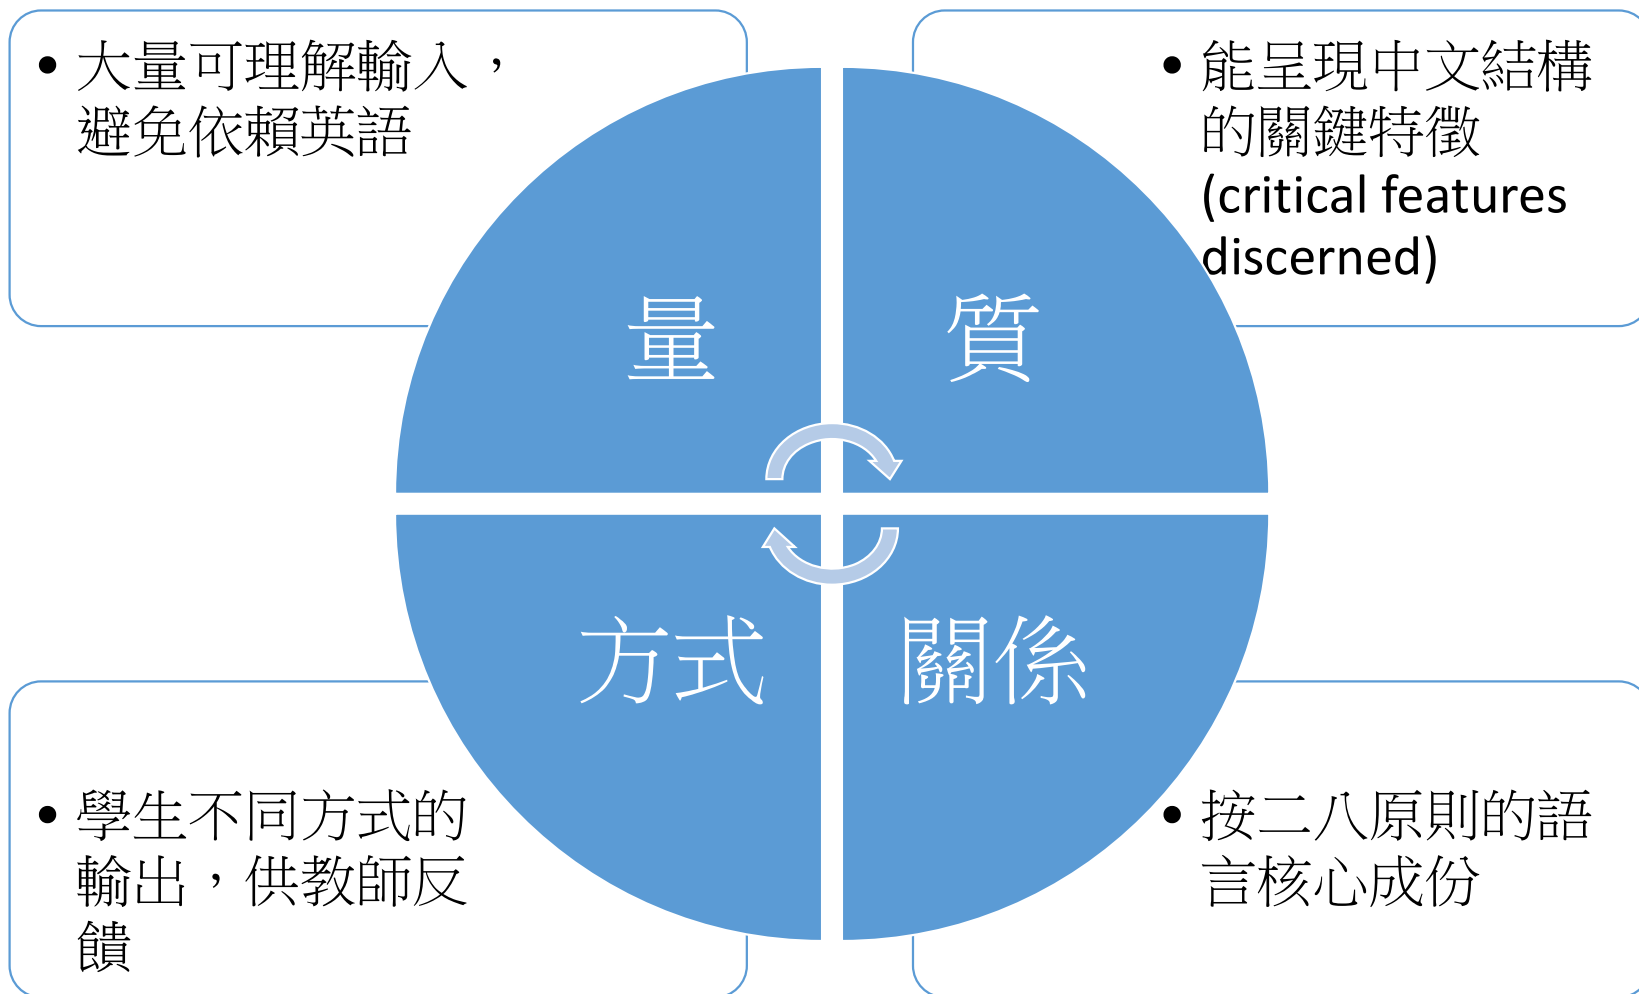 • 大量可理解輸入，
避免依賴英語
• 能呈現中文結構
的關鍵特徵
(critical features
discerned)
量
質
方式
關係
• 學生不同方式的
輸出，供教師反
饋
• 按二八原則的語
言核心成份